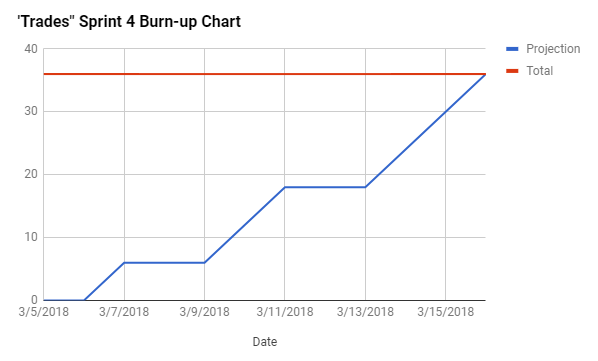 'Trades" Sprint 4 Burn-up Chart
Projection
Total
40
30
20
10
0
3/5/2018 3/7/2018 3/9/2018 3/11/2018 3/13/2018 3/15/2018
Date